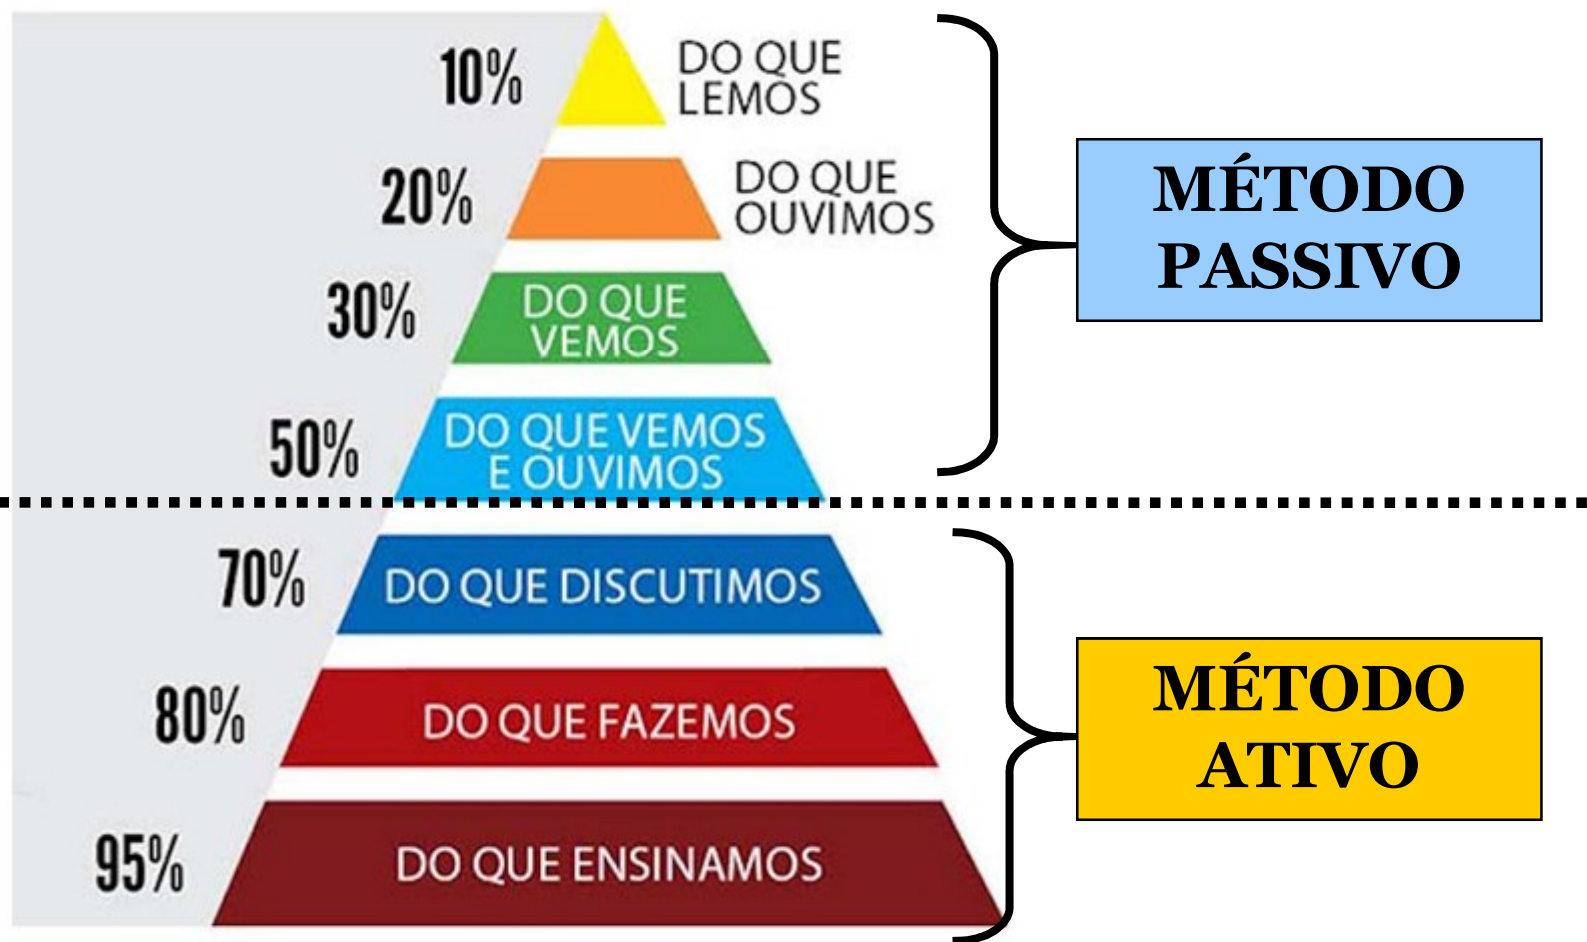 10%
DO QUE
LEMOS
20%
DO QUE
OUVIMOS
MÉTODO
PASSIVO
30%
DO QUE
VEMOS
50%
DO QUE VEMOS
E OUVIMOS
70%
DO QUE DISCUTIMOS
80%
DO QUE FAZEMOS
MÉTODO
ATIVO
95%
DO QUE ENSINAMOS